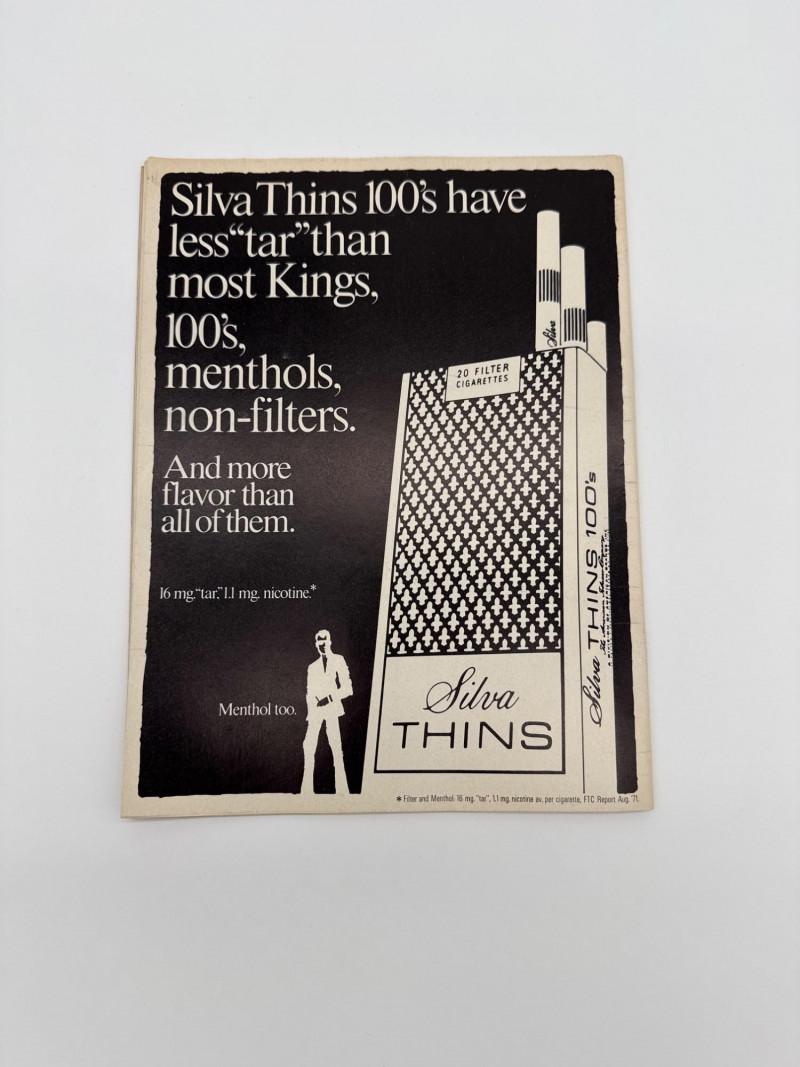 Silva Thins 100's have
less "tar" than
most Kings,
100's,
menthols,
non-filters.
And more
flavor than
all of them.
16 mg. "tar," 1.1 mg. nicotine.*
Menthol too.
20 FILTER
CIGARETTES
Silva
Silva
THINS
Silva THINS 100's
* Filter and Menthol: 16 mg. "tar", 1.1 mg. nicotine av. per cigarette, FTC Report Aug. '71.